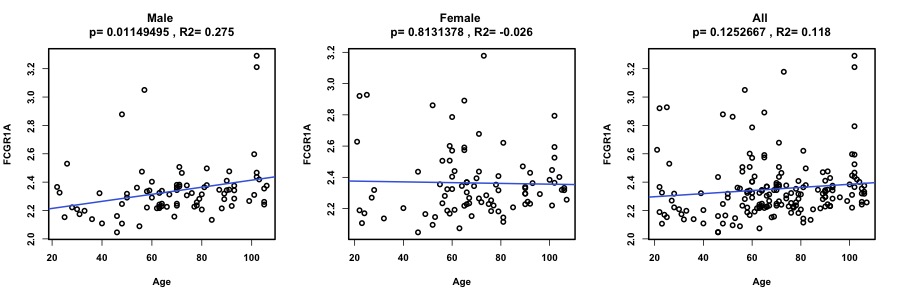 Male
p= 0.01149495 , R2= 0.275
FCGR1A
3.2
3.0
2.8
2.6
2.4
2.2
2.0
20 40 60 80 100
Age
Female
p= 0.8131378 , R2= -0.026
FCGR1A
3.2
3.0
2.8
2.6
2.4
2.2
20 40 60 80 100
Age
All
p= 0.1252667 , R2= 0.118
FCGR1A
3.2
3.0
2.8
2.6
2.4
2.2
2.0
20 40 60 80 100
Age